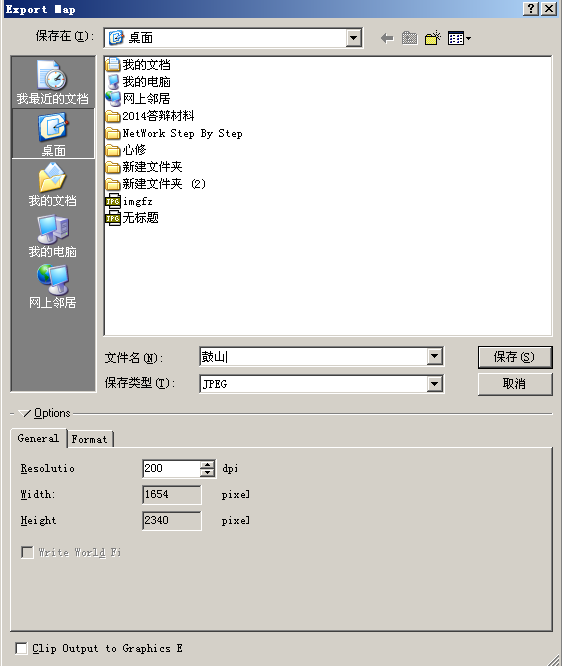 Export Map
保存在(I):
桌面
我最近的文档
桌面
我的文档
我的电脑
网上邻居
我的文档
我的电脑
网上邻居
2014答辩材料
NetWork Step By Step
心修
新建文件夹
新建文件夹 (2)
JPG imgfz
JPG 无标题
文件名(N):
鼓山
保存(S)
保存类型(T):
JPEG
取消
Options
General
Format
Resolutio
200
dpi
Width:
1654
pixel
Height
2340
pixel
Write World Fi
Clip Output to Graphics E